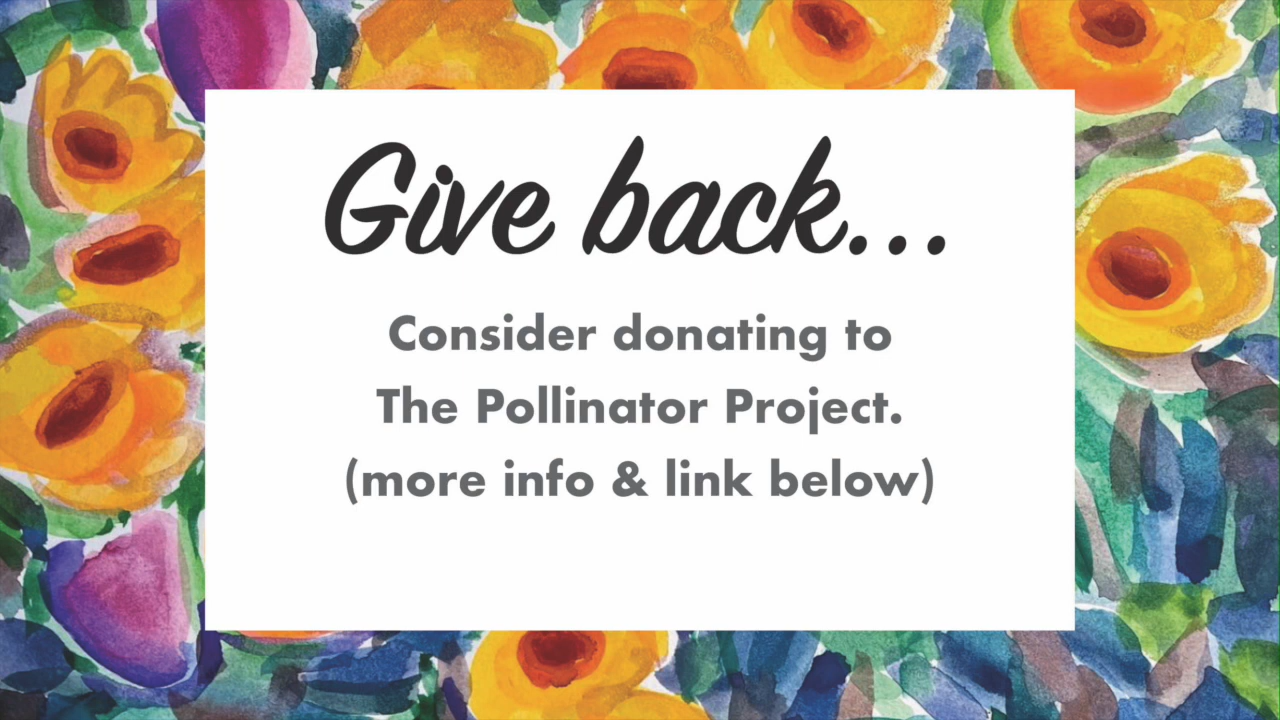 Give back...
Consider donating to
The Pollinator Project.
(more info & link below)